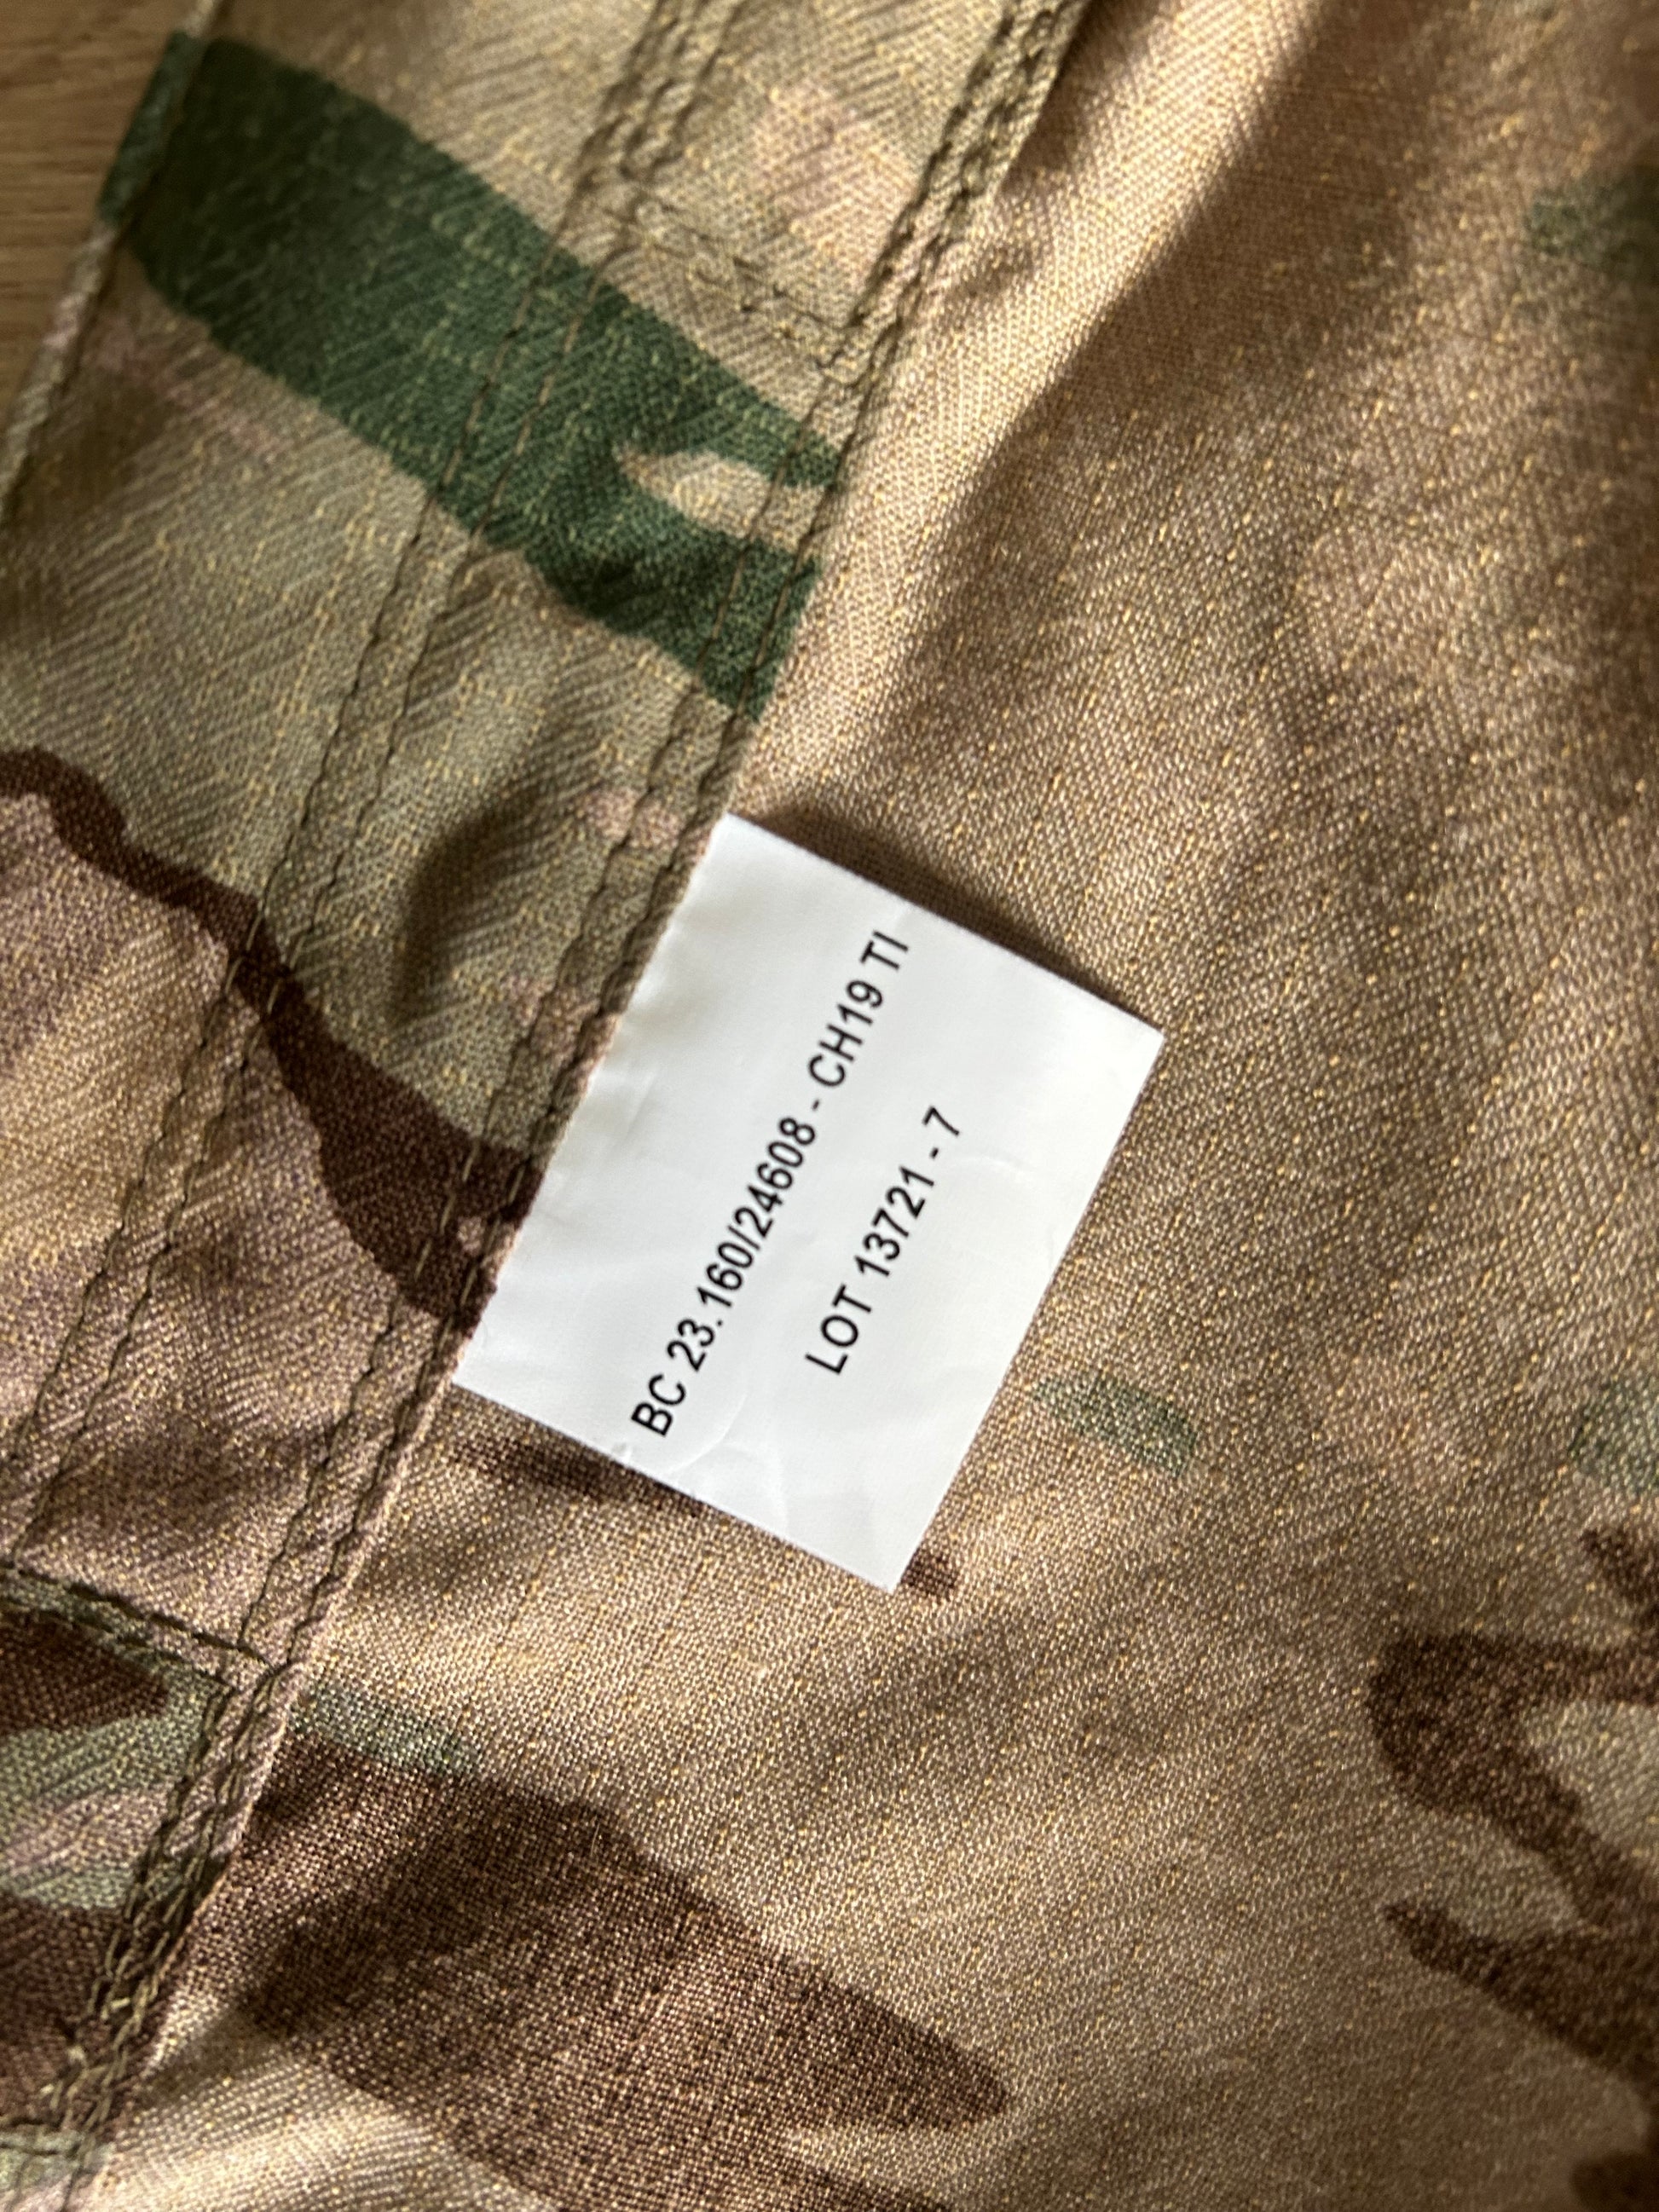 BC 23.160/24608 - CH19 TI
LOT 13721 - 7